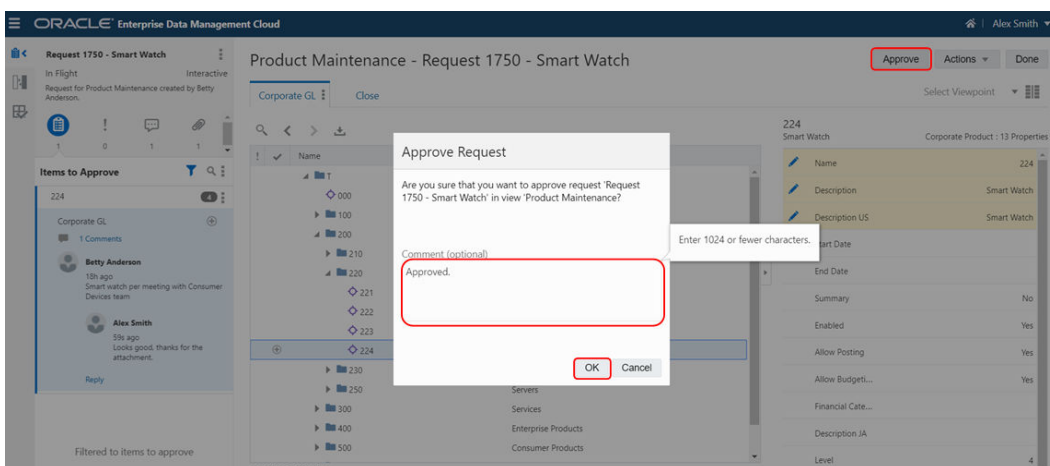 ORACLE Enterprise Data Management Cloud
Alex Smith
Request 1750 - Smart Watch
In Flight Interactive
Request for Product Maintenance created by Betty
Anderson.
1 0 1 1
Items to Approve
224 4
Corporate GL
1 Comments
Betty Anderson
18h ago
Smart watch per meeting with Consumer
Devices team
Alex Smith
59s ago
Looks good, thanks for the
attachment.
Reply
Filtered to items to approve
Product Maintenance - Request 1750 - Smart Watch
Approve Actions Done
Corporate GL Close
Select Viewpoint
! Name
T
000
100
200
210
220
221
222
223
224
230
250 Servers
300 Services
400 Enterprise Products
500 Consumer Products
Approve Request
Are you sure that you want to approve request 'Request
1750 - Smart Watch' in view 'Product Maintenance?
Comment (optional)
Approved.
OK Cancel
Enter 1024 or fewer characters.
224
Smart Watch Corporate Product : 13 Properties
Name 224
Description Smart Watch
Description US Smart Watch
tart Date
End Date
Summary No
Enabled Yes
Allow Posting Yes
Allow Budgeti... Yes
Financial Cate...
Description JA
Level 4